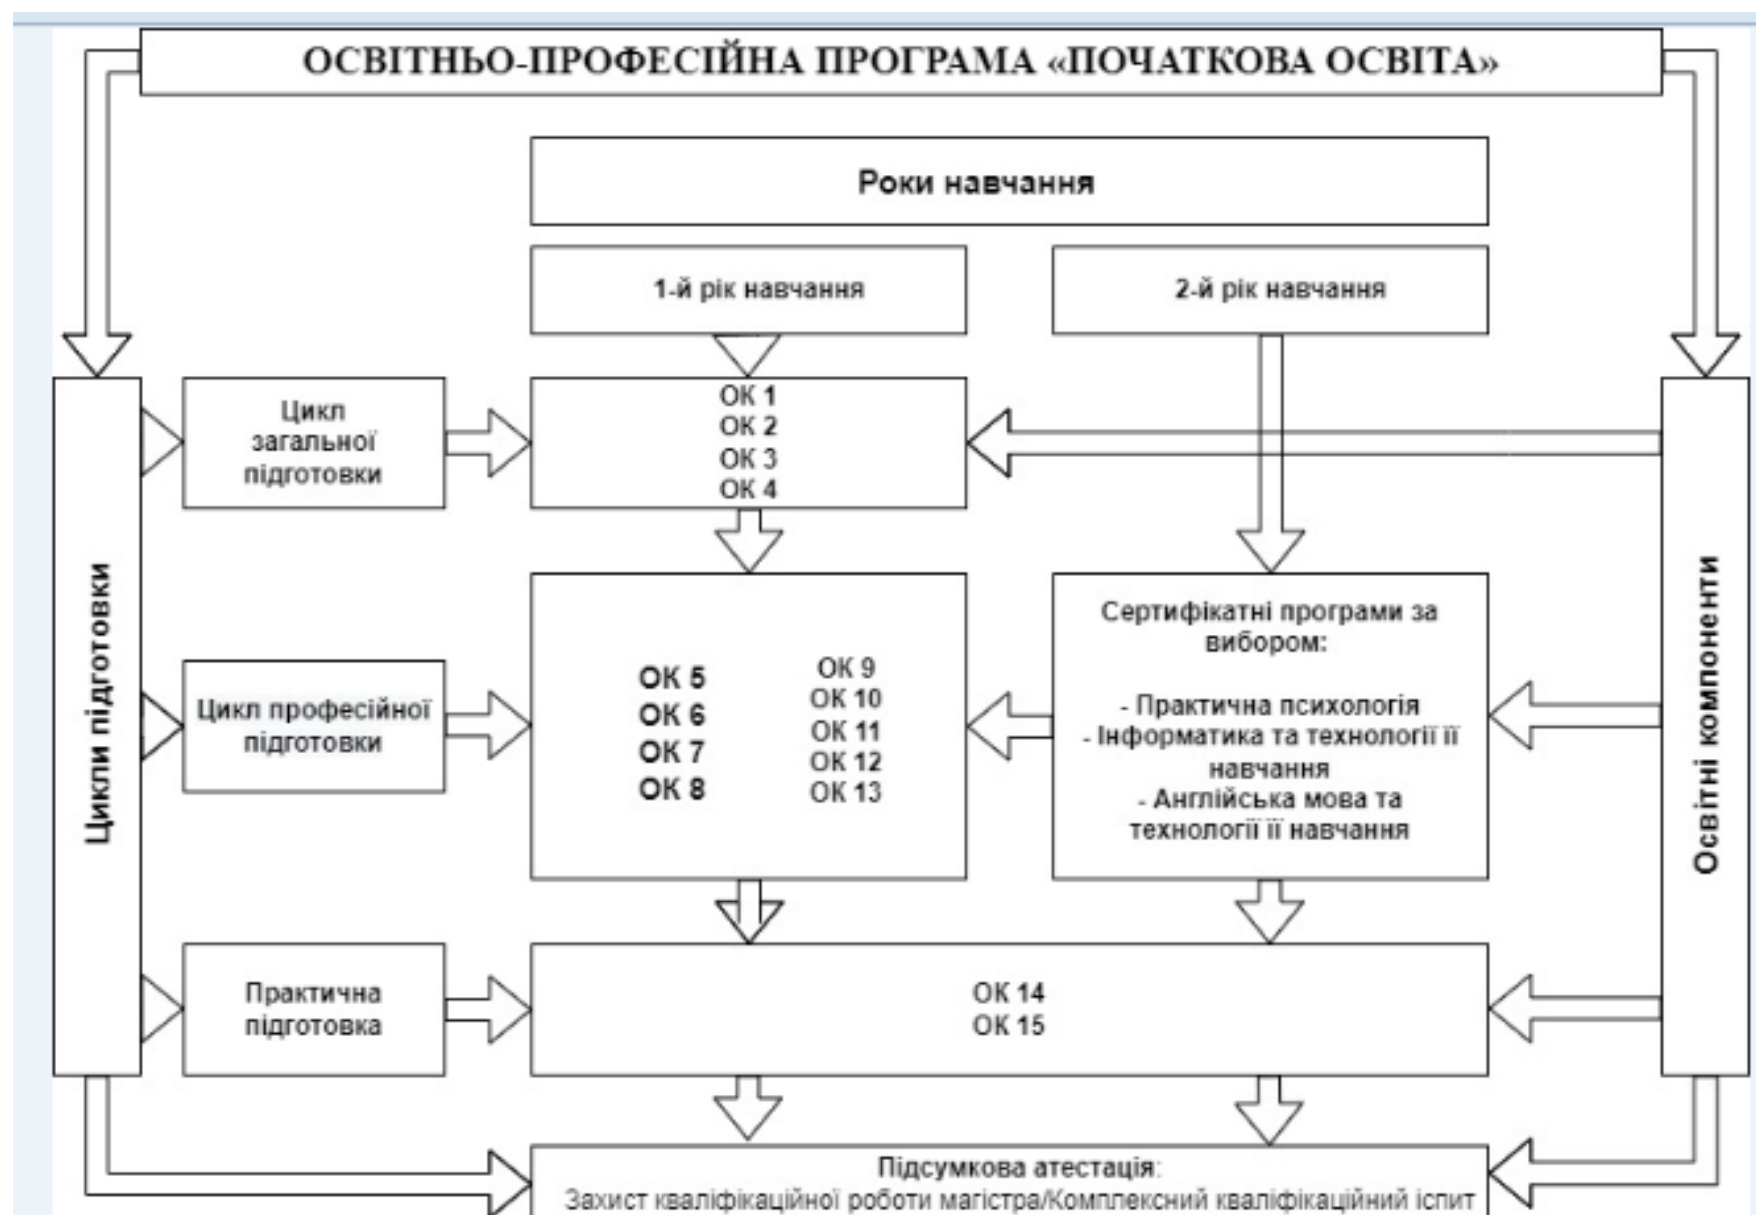 ОСВІТНЬО-ПРОФЕСІЙНА ПРОГРАМА «ПОЧАТКОВА ОСВІТА»
Роки навчання
1-й рік навчання
2-й рік навчання
Цикли підготовки
Цикл
загальної
підготовки
ОК 1
ОК 2
ОК 3
ОК 4
Цикл професійної
підготовки
ОК 5
ОК 6
ОК 7
ОК 8
ОК 9
ОК 10
ОК 11
ОК 12
ОК 13
Сертифікатні програми за
вибором:
- Практична психологія
- Інформатика та технології її
навчання
- Англійська мова та
технології її навчання
Освітні компоненти
Практична
підготовка
ОК 14
ОК 15
Підсумкова атестація:
Захист кваліфікаційної роботи магістра/Комплексний кваліфікаційний іспит